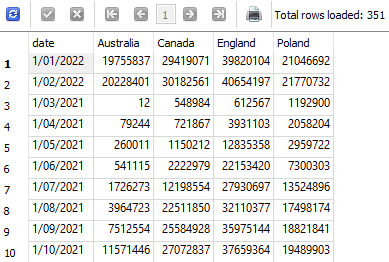 1 Total rows loaded: 351
date Australia Canada England Poland
1 1/01/2022 19755837 29419071 39820104 21046692
2 1/02/2022 20228401 30182561 40654197 21770732
3 1/03/2021 12 548984 612567 1192900
4 1/04/2021 79244 721867 3931103 2058204
5 1/05/2021 260011 1150212 12835358 2959722
6 1/06/2021 541115 2222979 22153420 7300303
7 1/07/2021 1726273 12198554 27930697 13524896
8 1/08/2021 3964723 22511850 32110377 17498174
9 1/09/2021 7512554 25584928 35975144 18821841
10 1/10/2021 11571446 27072837 37659364 19489903